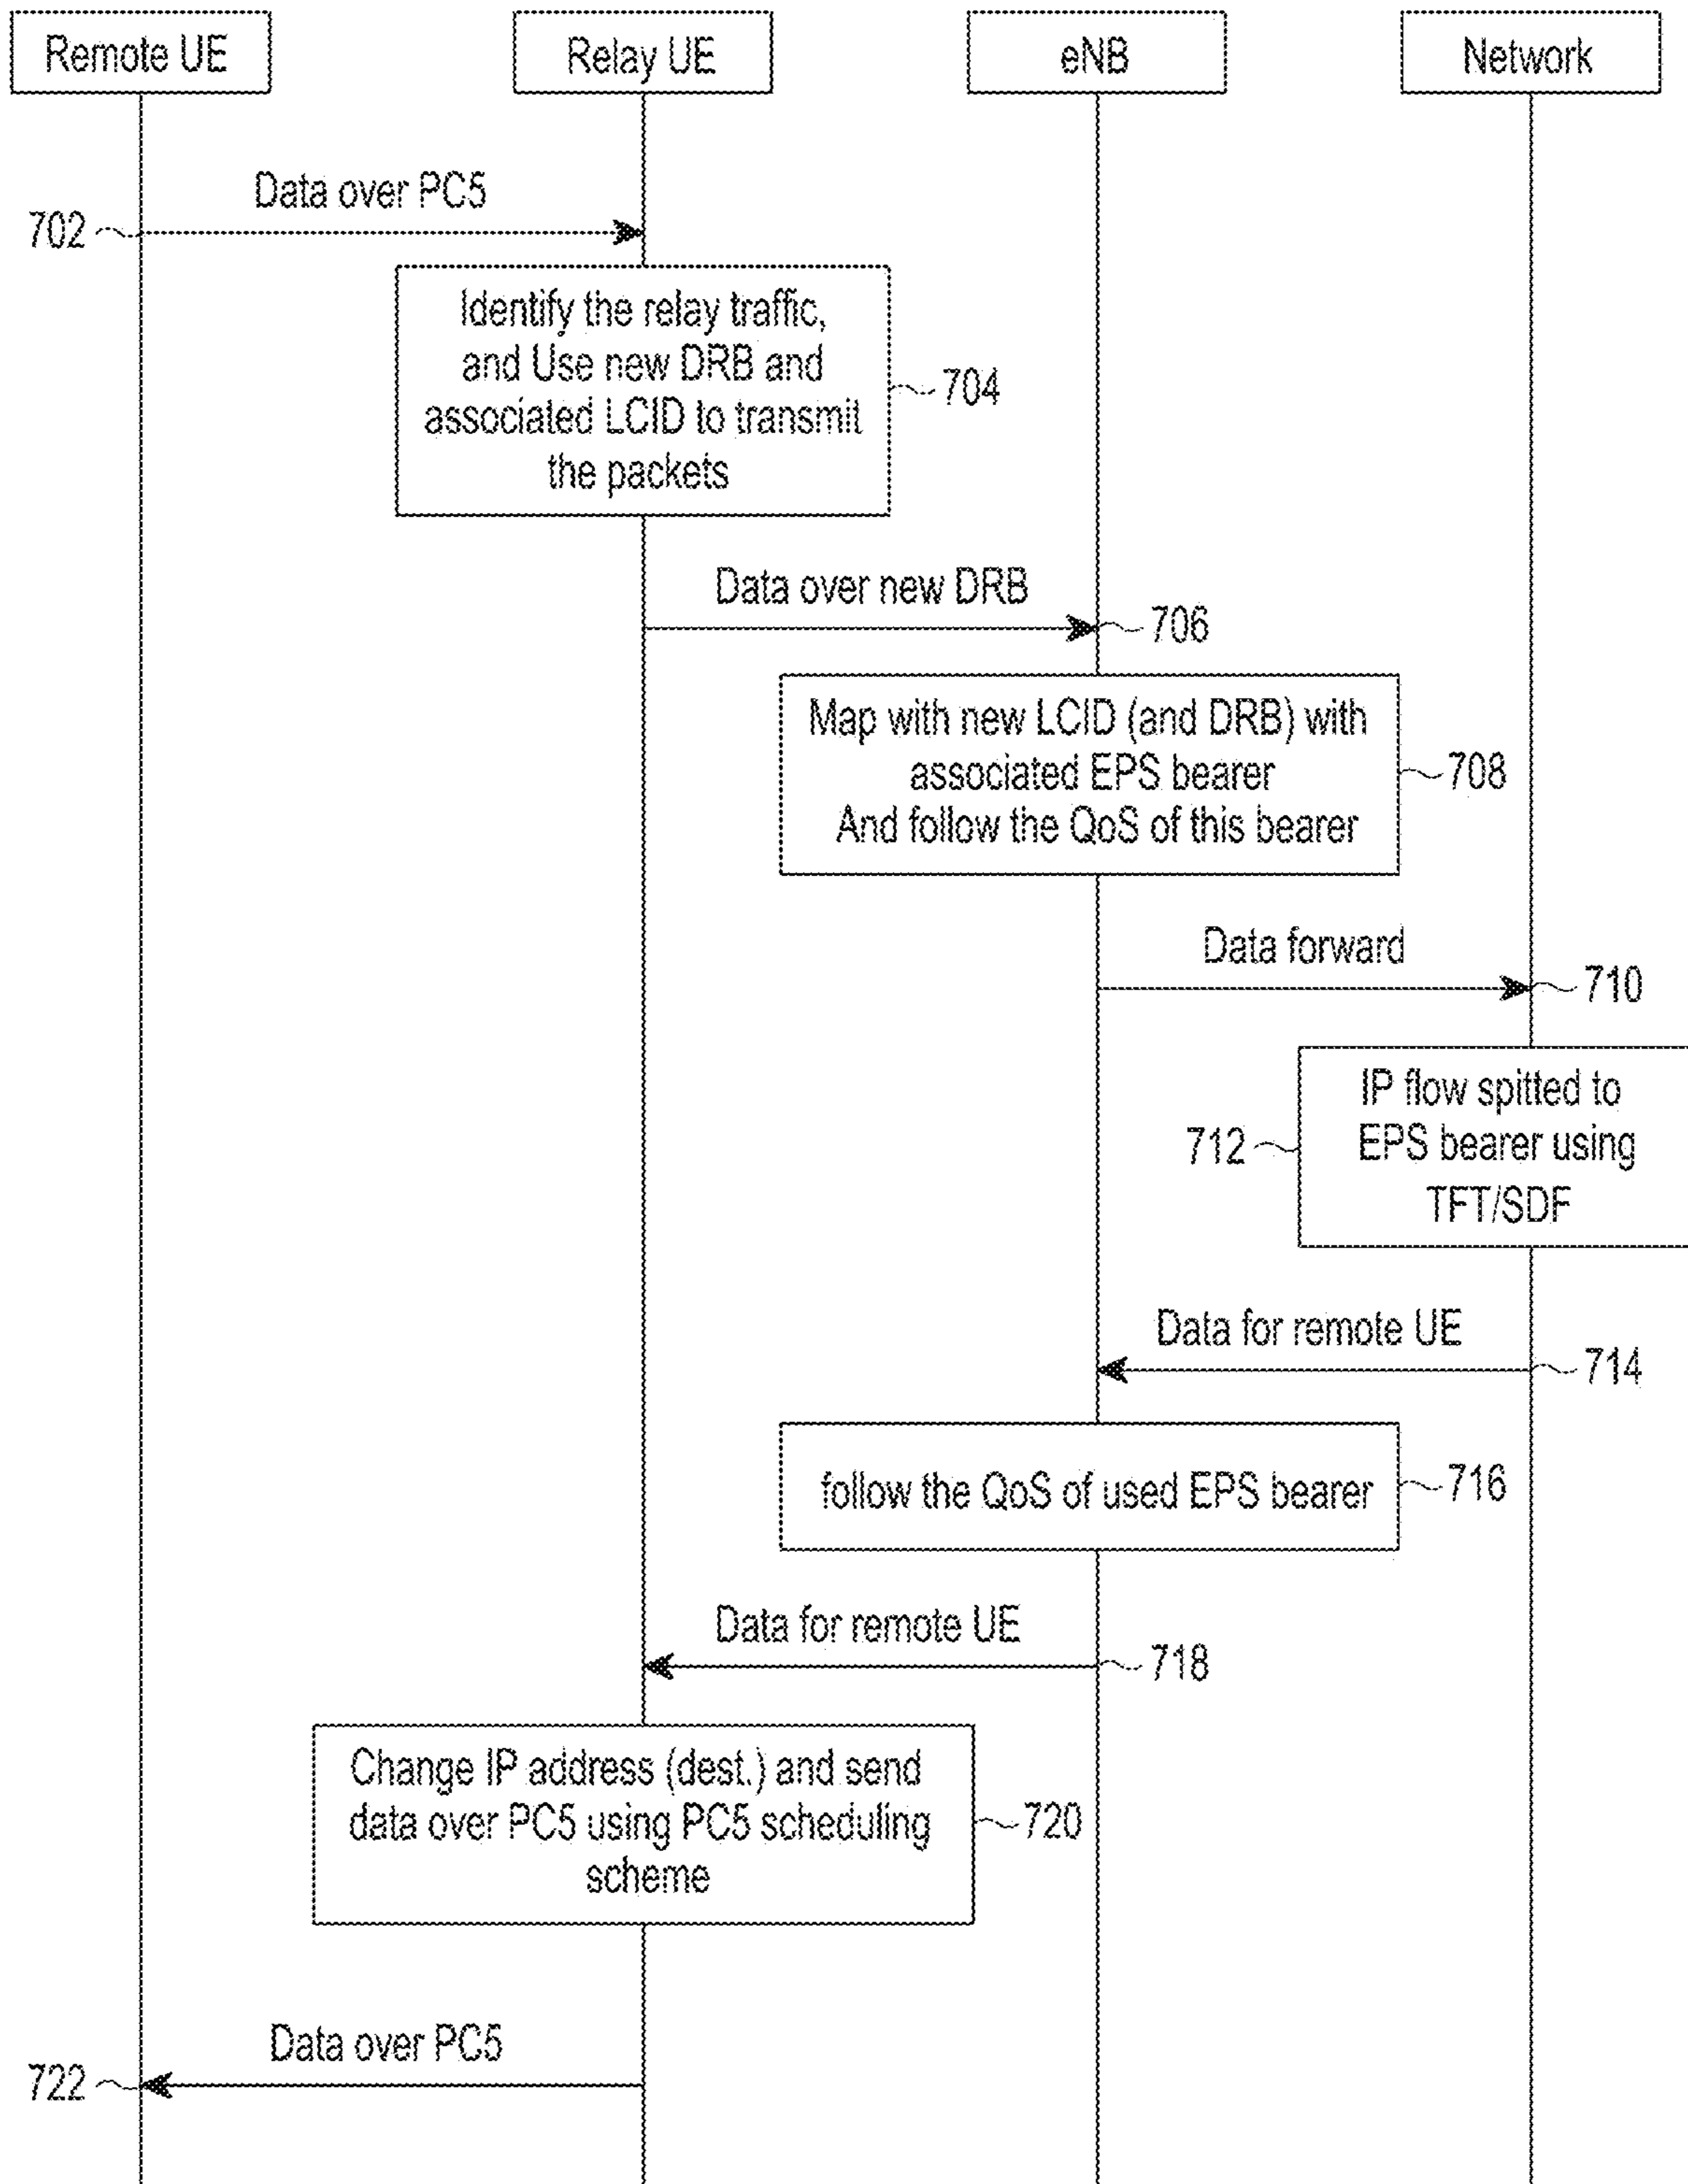 Remote UE
Relay UE
eNB
Network
Data over PC5
702
Identify the relay traffic,
and Use new DRB and
associated LCID to transmit
the packets
704
Data over new DRB
706
Map with new LCID (and DRB) with
associated EPS bearer
And follow the QoS of this bearer
708
Data forward
710
IP flow spitted to
EPS bearer using
TFT/SDF
712
Data for remote UE
714
follow the QoS of used EPS bearer
716
Data for remote UE
718
Change IP address (dest.) and send
data over PC5 using PC5 scheduling
scheme
720
Data over PC5
722